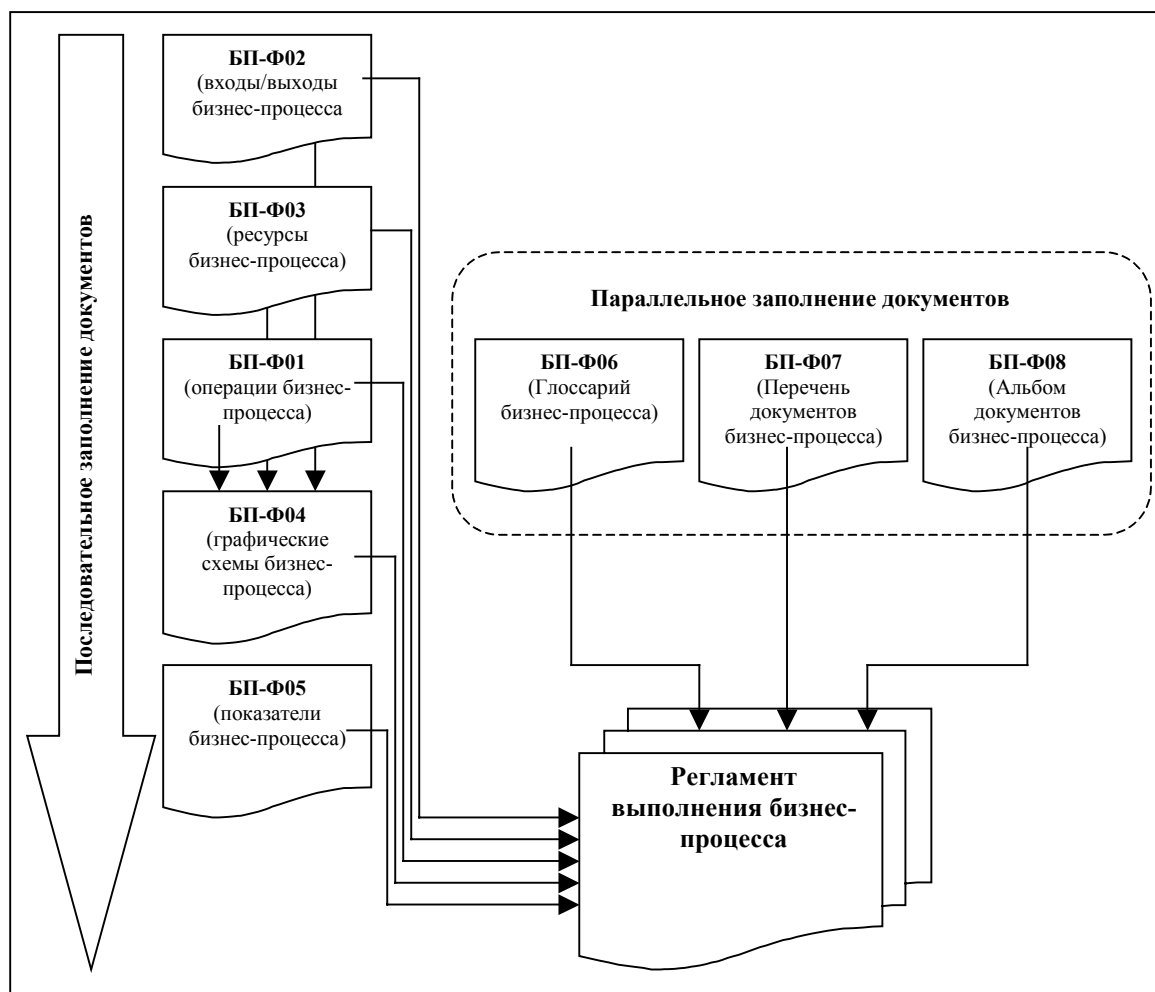 Последовательное заполнение документов
БП-Ф02
(входы/выходы
бизнес-процесса
БП-Ф03
(ресурсы
бизнес-процесса)
БП-Ф01
(операции бизнес-
процесса)
БП-Ф04
(графические
схемы бизнес-
процесса)
БП-Ф05
(показатели
бизнес-процесса)
Параллельное заполнение документов
БП-Ф06
(Глоссарий
бизнес-процесса)
БП-Ф07
(Перечень
документов
бизнес-процесса)
БП-Ф08
(Альбом
документов
бизнес-процесса)
Регламент
выполнения бизнес-
процесса